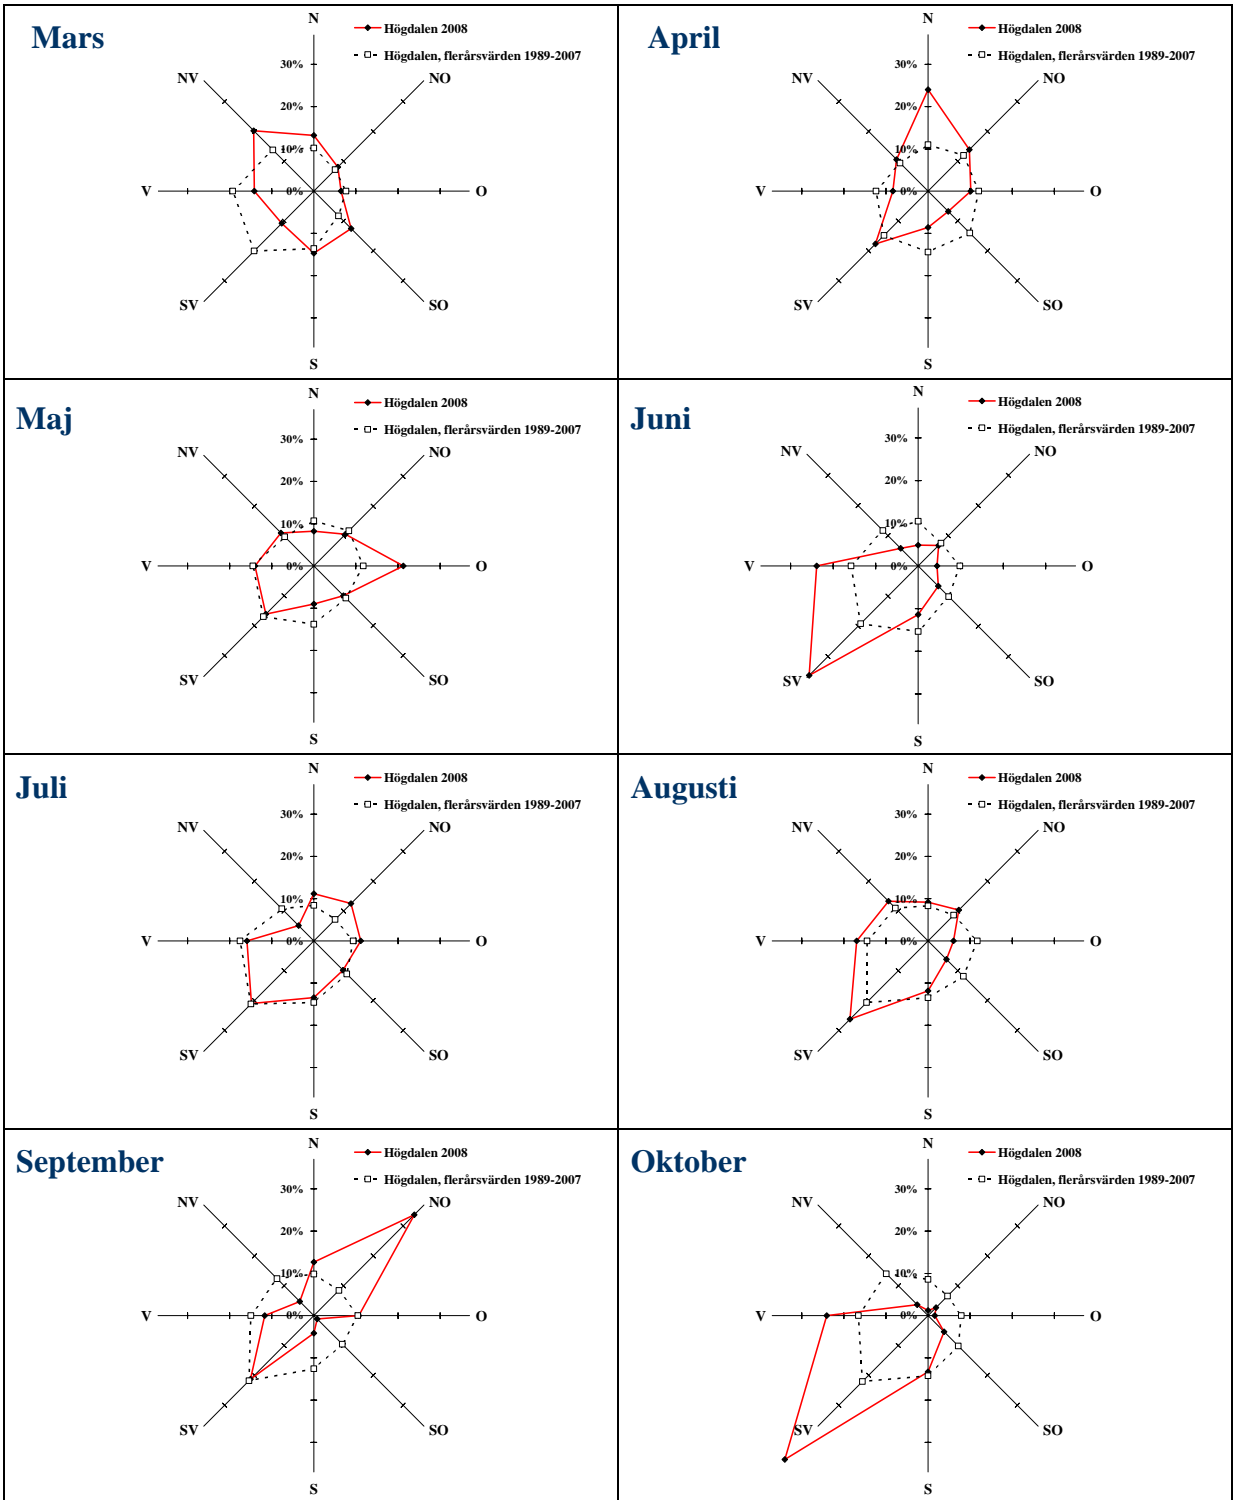 Mars
N
Högdalen 2008
Högdalen, flerårsvärden 1989-2007
30%
NV
NO
20%
10%
V
0%
O
SV
SO
S
April
N
Högdalen 2008
Högdalen, flerårsvärden 1989-2007
30%
NV
NO
20%
10%
V
0%
O
SV
SO
S
Maj
N
Högdalen 2008
Högdalen, flerårsvärden 1989-2007
30%
NV
NO
20%
10%
V
0%
O
SV
SO
S
Juni
N
Högdalen 2008
Högdalen, flerårsvärden 1989-2007
30%
NV
NO
20%
10%
V
0%
O
SV
SO
S
Juli
N
Högdalen 2008
Högdalen, flerårsvärden 1989-2007
30%
NV
NO
20%
10%
V
0%
O
SV
SO
S
Augusti
N
Högdalen 2008
Högdalen, flerårsvärden 1989-2007
30%
NV
NO
20%
10%
V
0%
O
SV
SO
S
September
N
Högdalen 2008
Högdalen, flerårsvärden 1989-2007
30%
NV
NO
20%
10%
V
0%
O
SV
SO
S
Oktober
N
Högdalen 2008
Högdalen, flerårsvärden 1989-2007
30%
NV
NO
20%
10%
V
0%
O
SV
SO
S